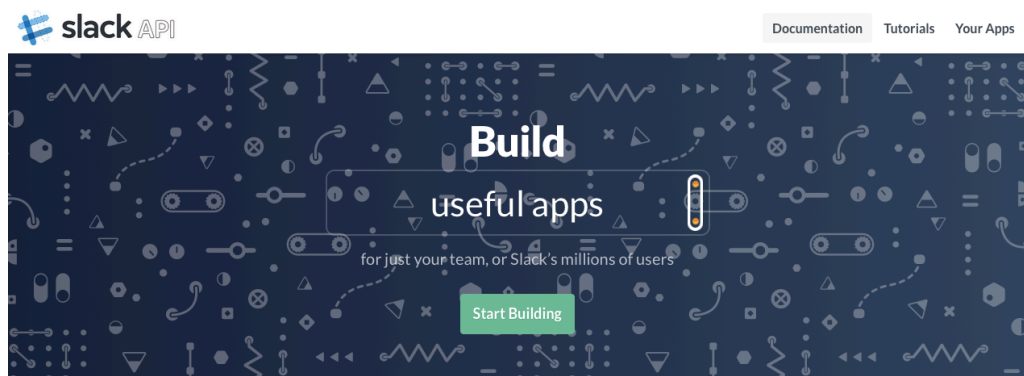 slack API
Documentation Tutorials Your Apps
Build
useful apps
for just your team, or Slack's millions of users
Start Building